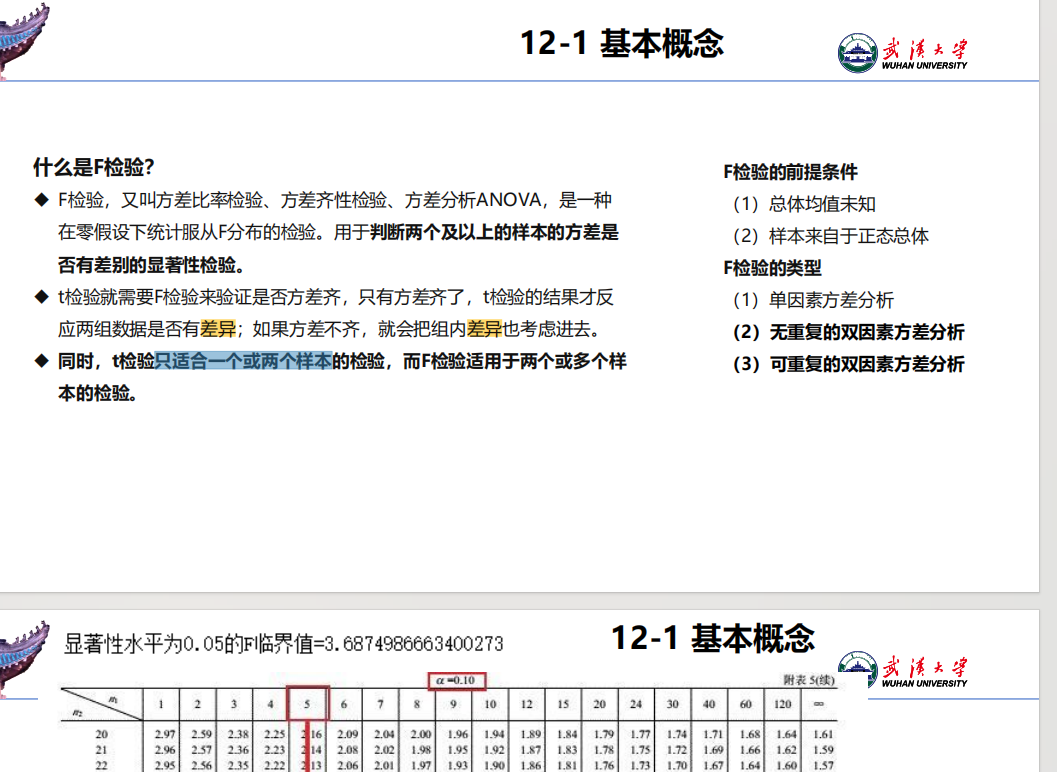 12-1 基本概念
武汉大学
WUHAN UNIVERSITY
什么是F检验？
◆ F检验，又叫方差比率检验、方差齐性检验、方差分析ANOVA，是一种
在零假设下统计服从F分布的检验。用于判断两个及以上的样本的方差是
否有差别的显著性检验。
◆ t检验就需要F检验来验证是否方差齐，只有方差齐了，t检验的结果才反
应两组数据是否有差异；如果方差不齐，就会把组内差异也考虑进去。
◆ 同时，t检验只适合一个或两个样本的检验，而F检验适用于两个或多个样
本的检验。
F检验的前提条件
（1）总体均值未知
（2）样本来自于正态总体
F检验的类型
（1）单因素方差分析
（2）无重复的双因素方差分析
（3）可重复的双因素方差分析
显著性水平为0.05的F临界值=3.6874986663400273
12-1 基本概念
武汉大学
WUHAN UNIVERSITY
α=0.10
附表 5(续)
n₁
n₂
1 2 3 4 5 6 7 8 9 10 12 15 20 24 30 40 60 120 ∞
20 2.97 2.59 2.38 2.25 2.16 2.09 2.04 2.00 1.96 1.94 1.89 1.84 1.79 1.77 1.74 1.71 1.68 1.64 1.61
21 2.96 2.57 2.36 2.23 2.14 2.08 2.02 1.98 1.95 1.92 1.87 1.83 1.78 1.75 1.72 1.69 1.66 1.62 1.59
22 2.95 2.56 2.35 2.22 2.13 2.06 2.01 1.97 1.93 1.90 1.86 1.81 1.76 1.73 1.70 1.67 1.64 1.60 1.57